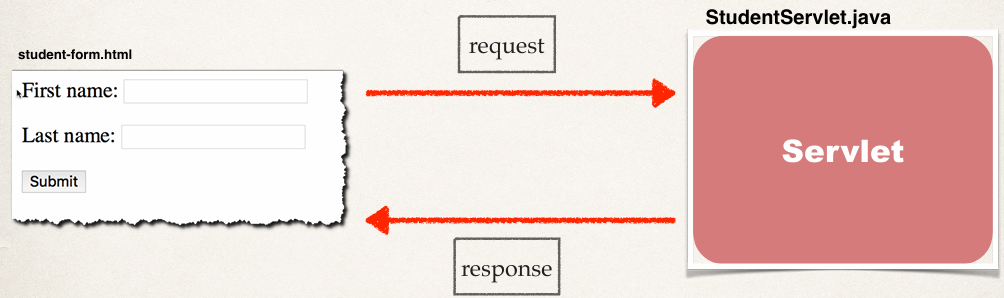 StudentServlet.java
student-form.html
request
First name:
Last name:
Servlet
Submit
response